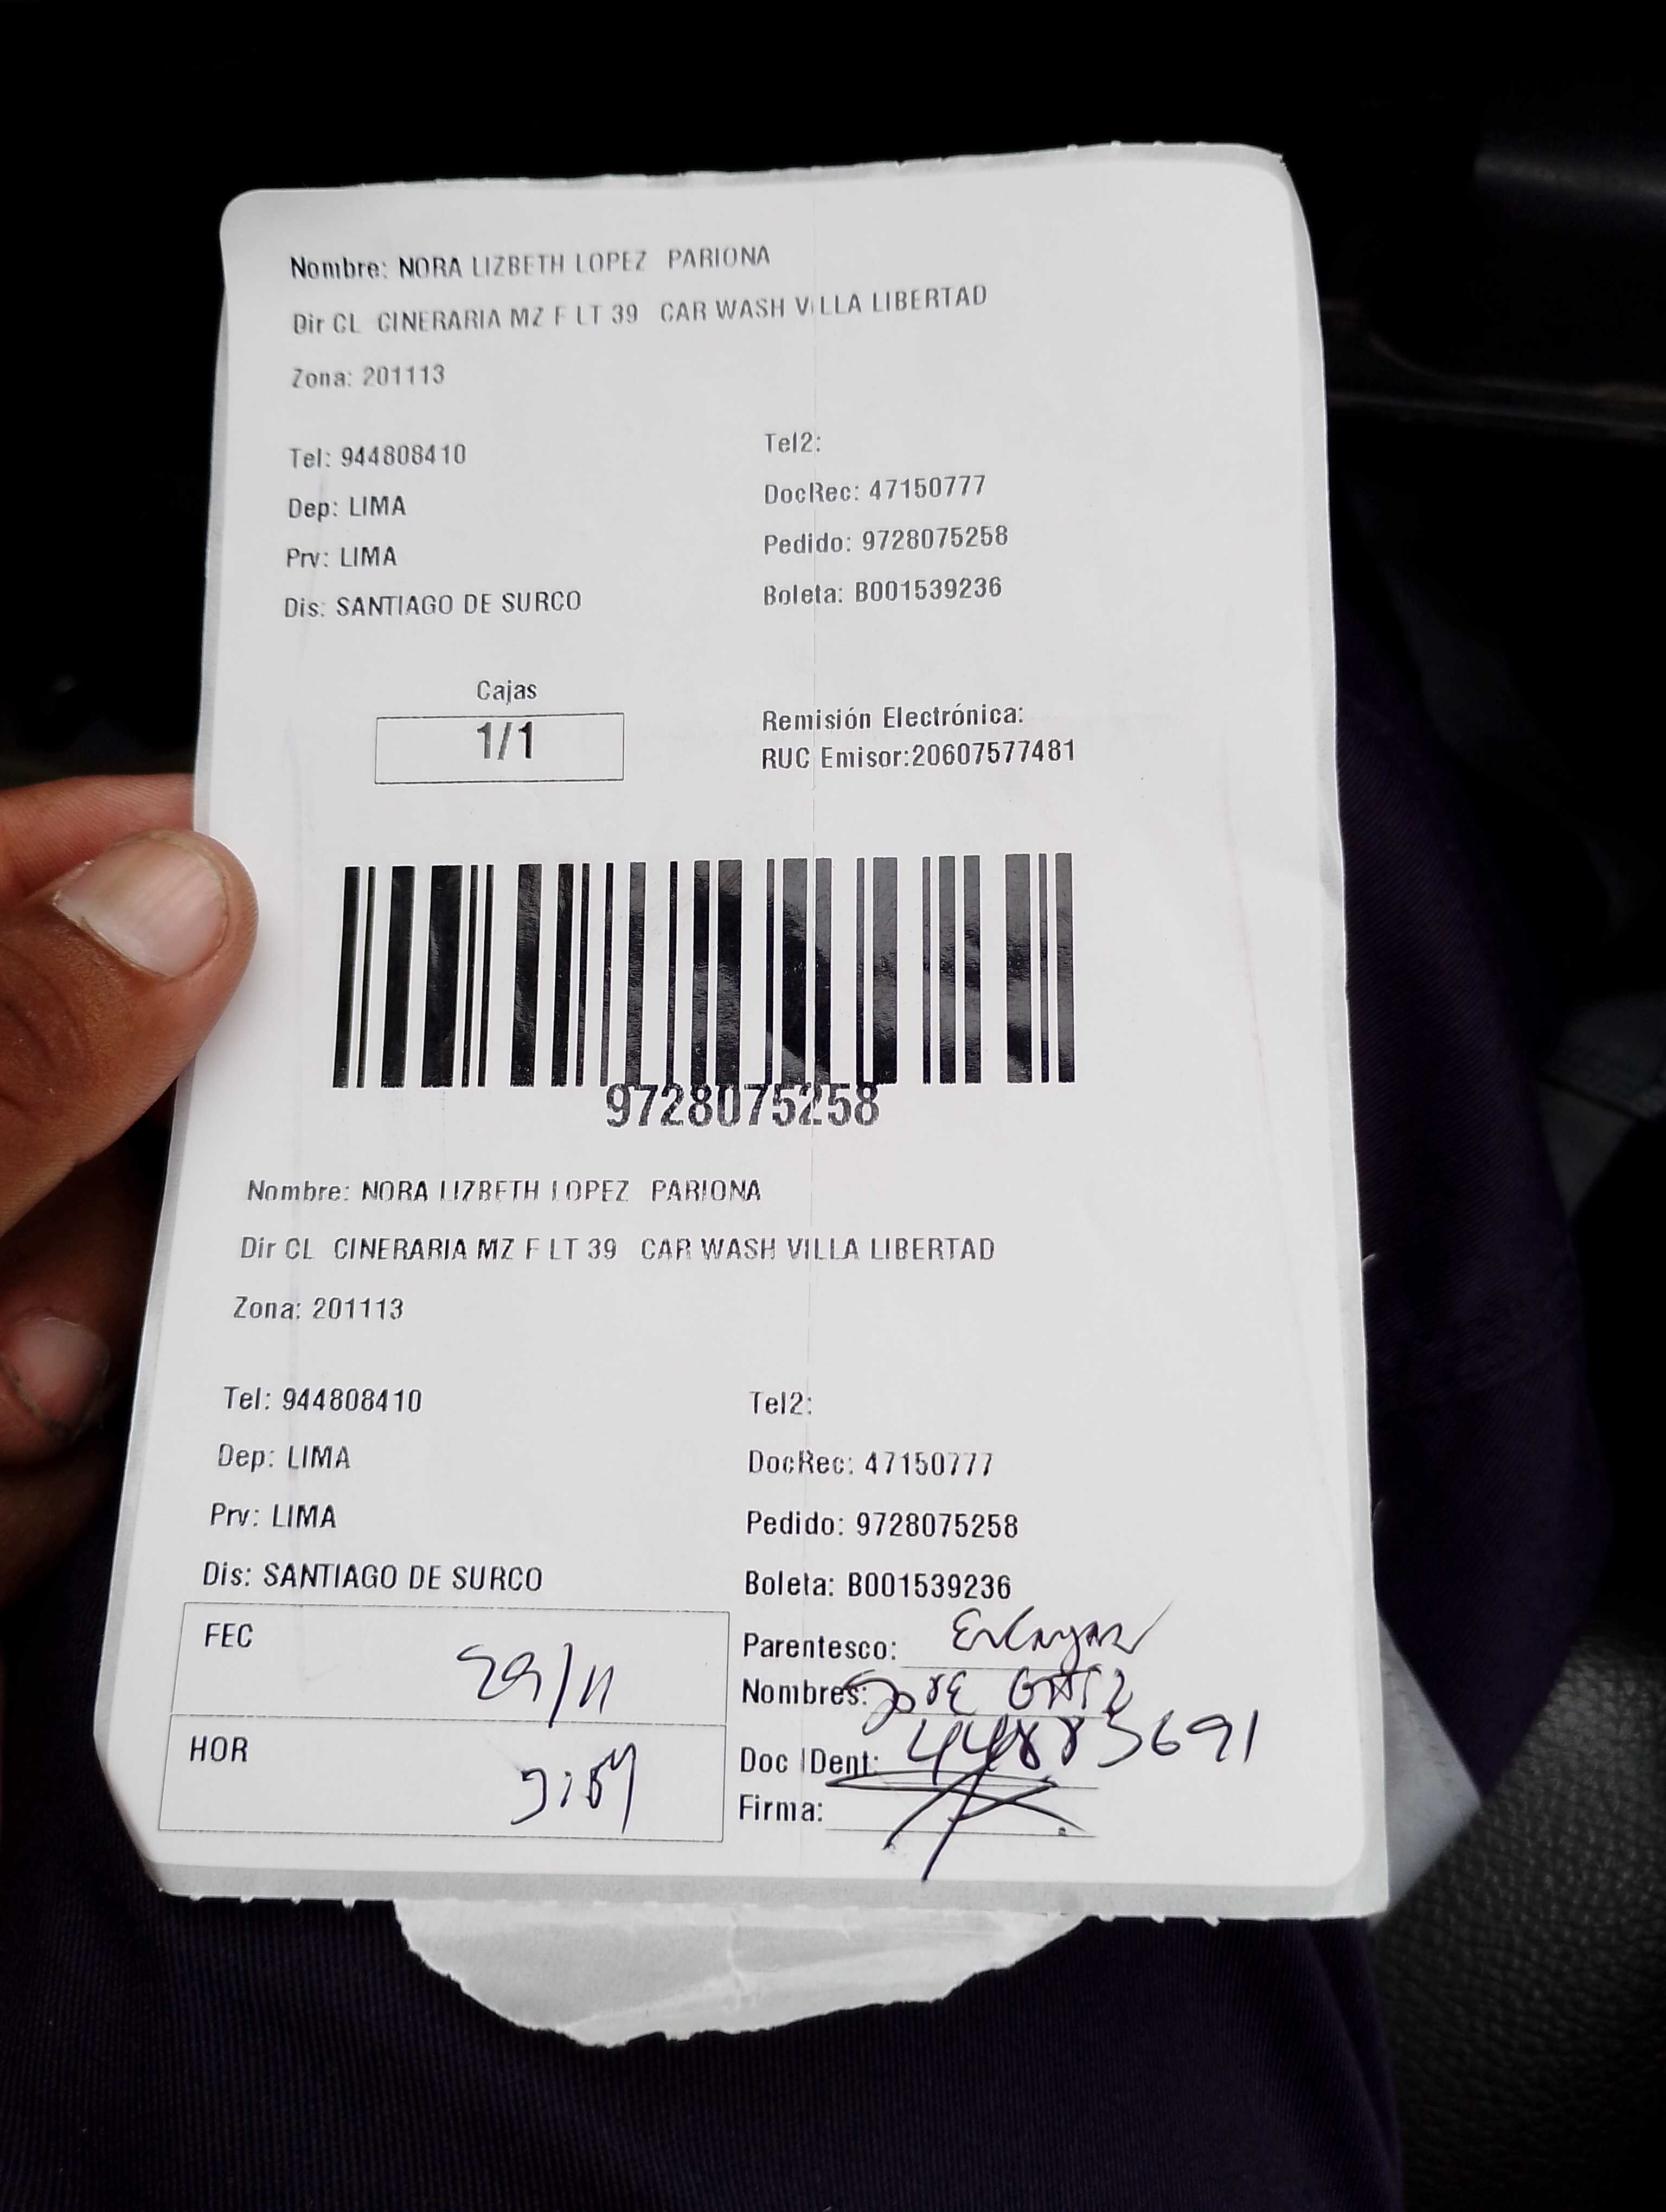 Nombre: NORA LIZBETH LOPEZ PARIONA
Dir CL CINERARIA MZ F LT 39 CAR WASH VILLA LIBERTAD
Zona: 201113
Tel: 944808410 Tel2:
Dep: LIMA DocRec: 47150777
Prv: LIMA Pedido: 9728075258
Dis: SANTIAGO DE SURCO Boleta: B001539236
Cajas
1/1
Remisión Electrónica:
RUC Emisor:20607577481
9728075258
Nombre: NORA LIZBETH LOPEZ PARIONA
Dir CL CINERARIA MZ F LT 39 CAR WASH VILLA LIBERTAD
Zona: 201113
Tel: 944808410 Tel2:
Dep: LIMA DocRec: 47150777
Prv: LIMA Pedido: 9728075258
Dis: SANTIAGO DE SURCO Boleta: B001539236
FEC 29/11
Parentesco:
Nombres: JOSE
HOR
Doc IDent: 44883691
Firma: